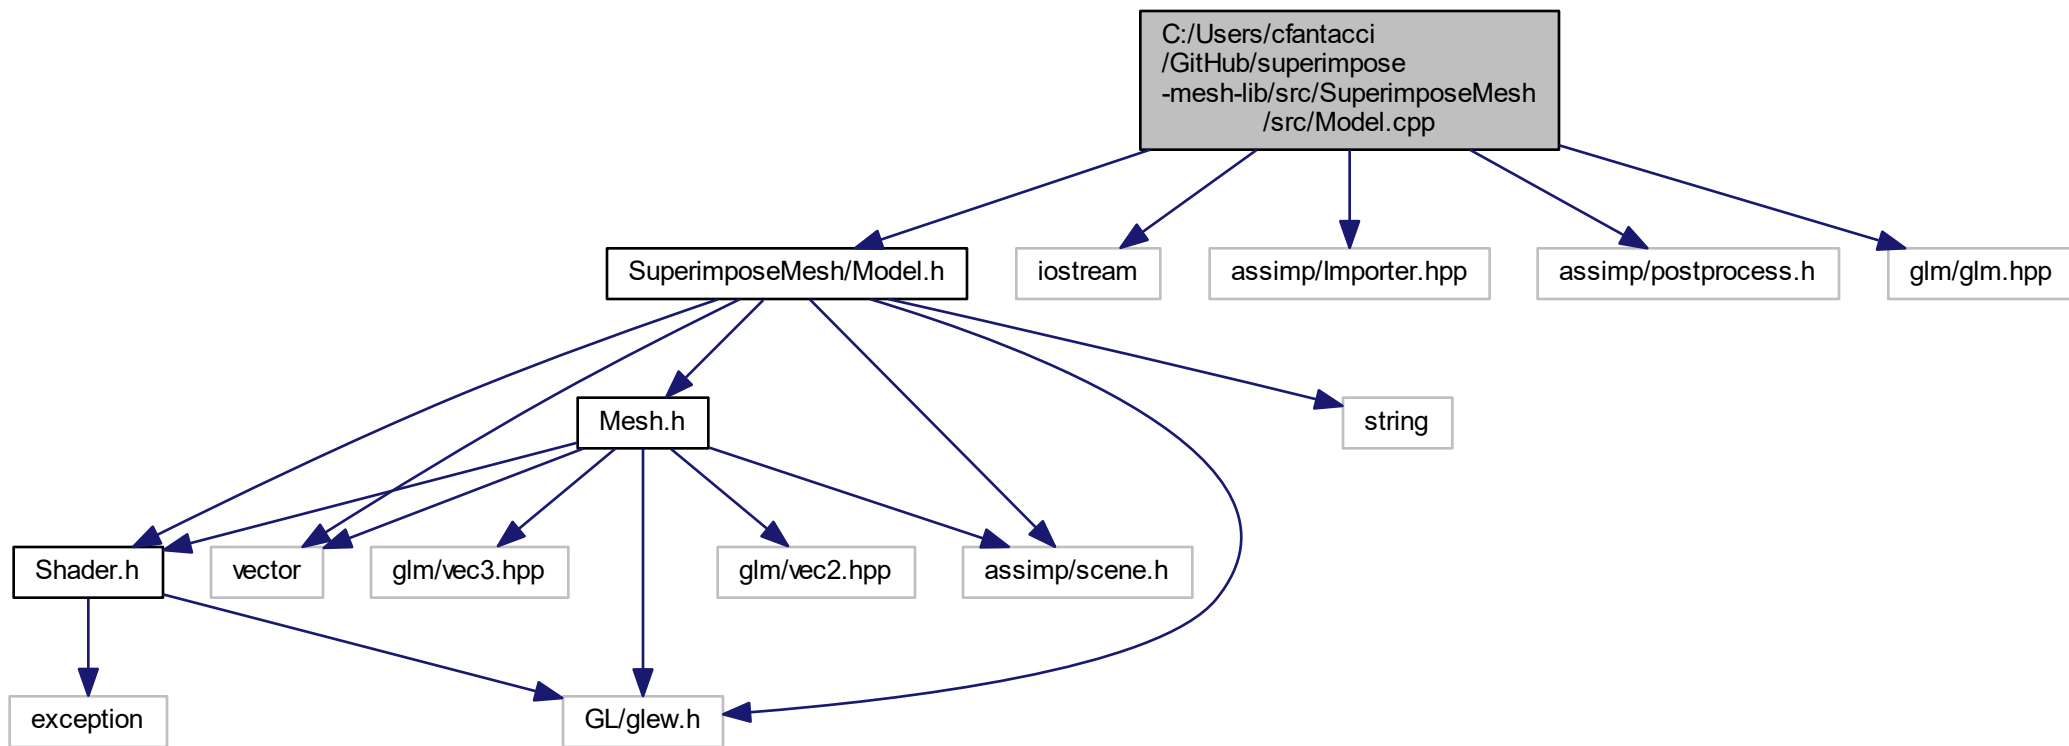 C:/Users/cfantacci
/GitHub/superimpose
-mesh-lib/src/SuperimposeMesh
/src/Model.cpp
SuperimposeMesh/Model.h
iostream
assimp/Importer.hpp
assimp/postprocess.h
glm/glm.hpp
Mesh.h
string
Shader.h
vector
glm/vec3.hpp
glm/vec2.hpp
assimp/scene.h
exception
GL/glew.h